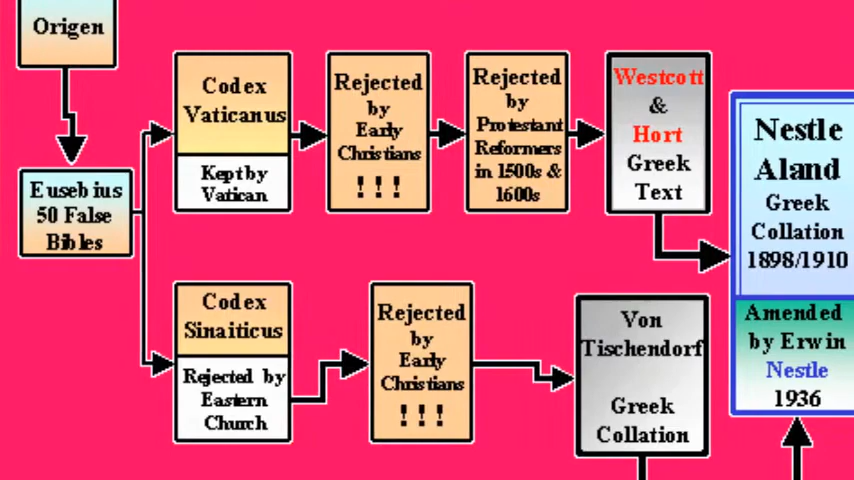 Origen
Eusebius
50 False
Bibles
Codex
Vaticanus
Kept by
Vatican
Rejected
by
Early
Christians
! ! !
Rejected
by
Protestant
Reformers
in 1500s &
1600s
Westcott
&
Hort
Greek
Text
Nestle
Aland
Greek
Collation
1898/1910
Amended
by Erwin
Nestle
1936
Codex
Sinaiticus
Rejected by
Eastern
Church
Rejected
by
Early
Christians
! ! !
Von
Tischendorf
Greek
Collation